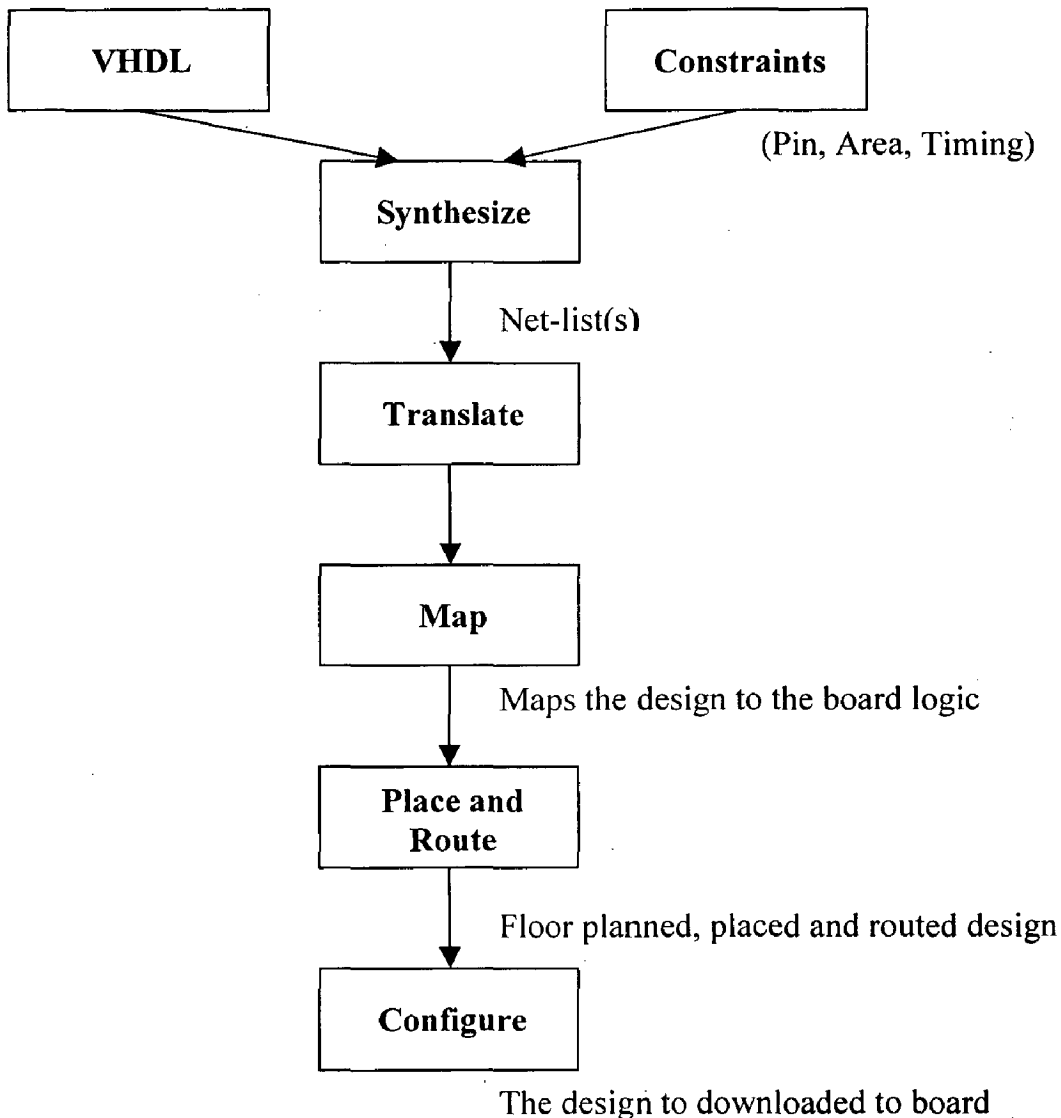 VHDL
Constraints
(Pin, Area, Timing)
Synthesize
Net-list(s)
Translate
Map
Maps the design to the board logic
Place and
Route
Floor planned, placed and routed design
Configure
The design to downloaded to board